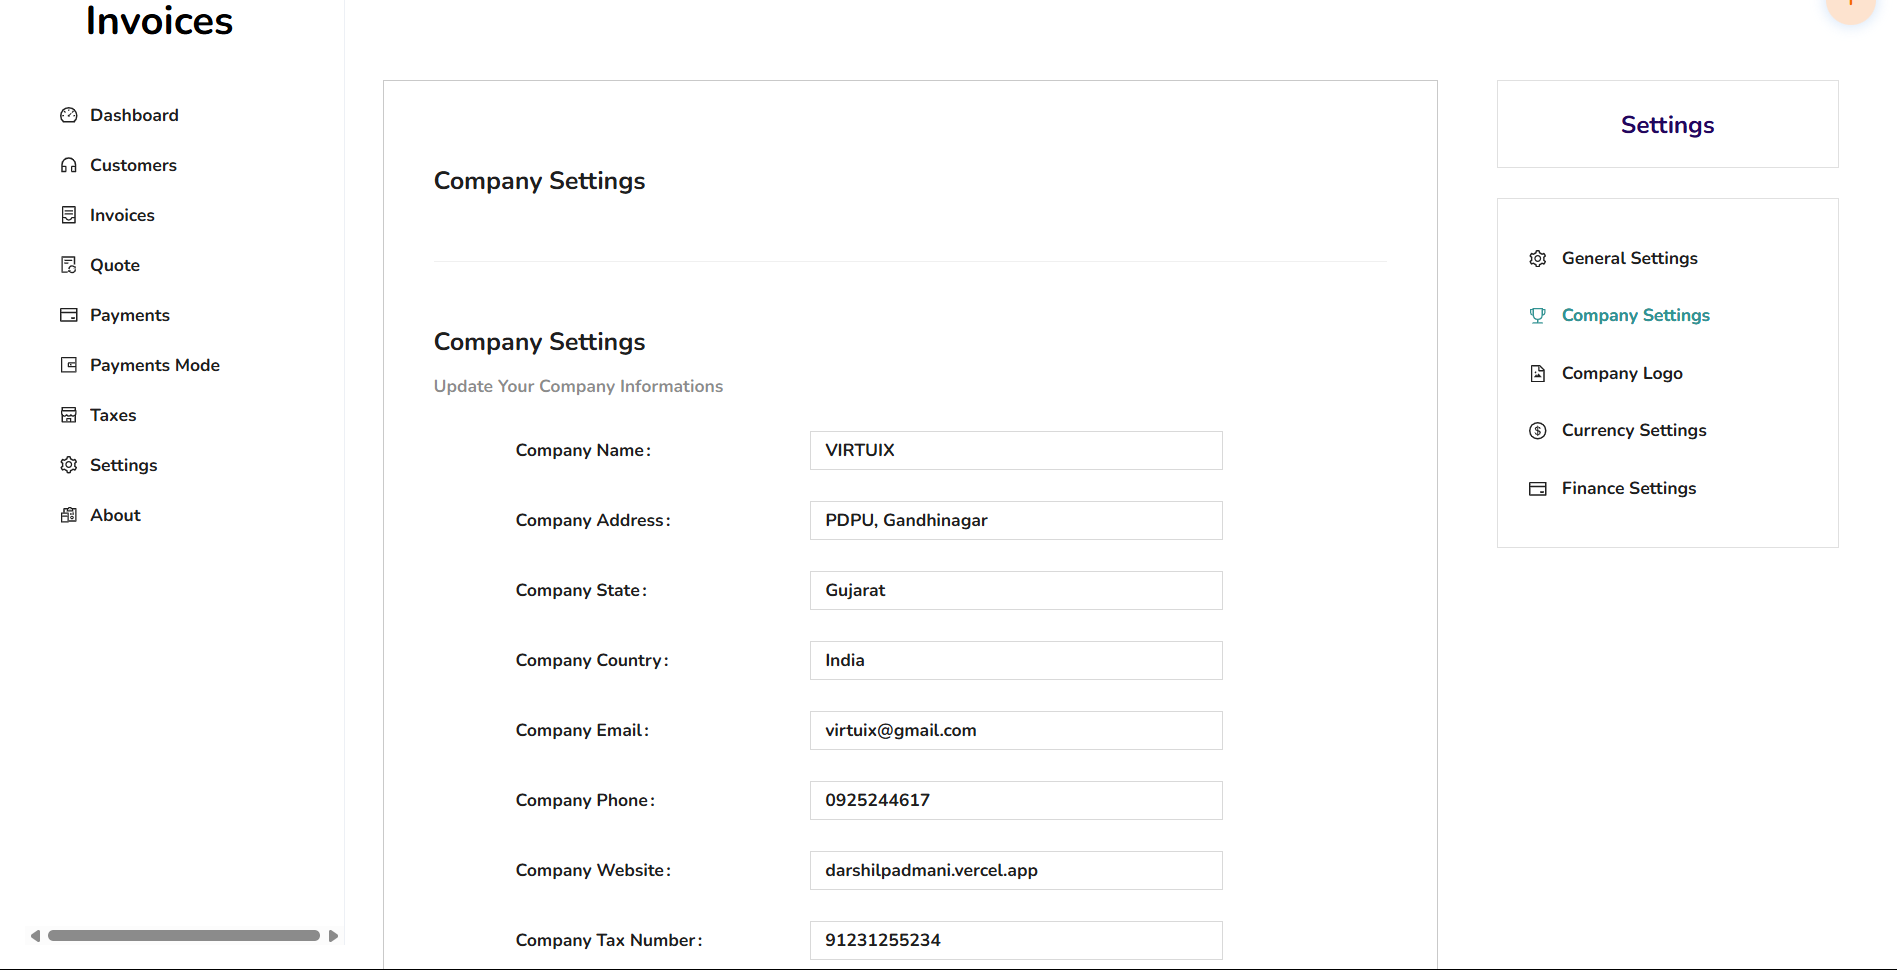 Invoices
Dashboard
Customers
Invoices
Quote
Payments
Payments Mode
Taxes
Settings
About
Company Settings
Company Settings
Update Your Company Informations
Company Name: VIRTUIX
Company Address: PDPU, Gandhinagar
Company State: Gujarat
Company Country: India
Company Email: virtuix@gmail.com
Company Phone: 0925244617
Company Website: darshilpadmani.vercel.app
Company Tax Number: 91231255234
Settings
General Settings
Company Settings
Company Logo
Currency Settings
Finance Settings